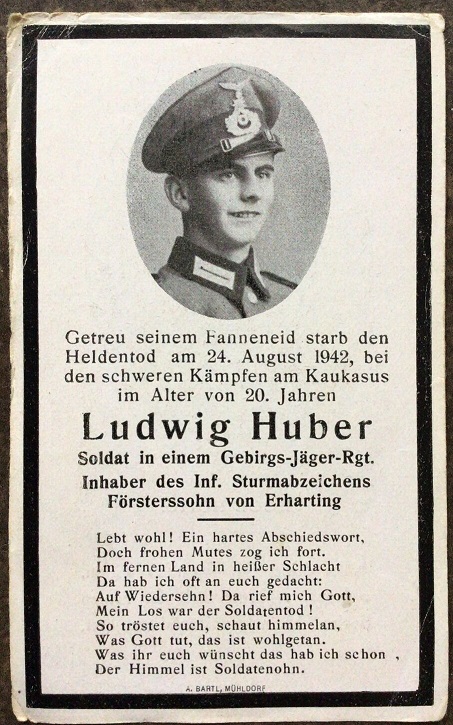 Getreu seinem Fahneneid starb den
Heldentod am 24. August 1942, bei
den schweren Kämpfen am Kaukasus
im Alter von 20. Jahren
Ludwig Huber
Soldat in einem Gebirgs-Jäger-Rgt.
Inhaber des Inf. Sturmabzeichens
Försterssohn von Erharting
Lebt wohl! Ein hartes Abschiedswort,
Doch frohen Mutes zog ich fort.
Im fernen Land in heißer Schlacht
Da hab ich oft an euch gedacht:
Auf Wiedersehn! Da rief mich Gott,
Mein Los war der Soldatentod!
So tröstet euch, schaut himmelan,
Was Gott tut, das ist wohlgetan.
Was ihr euch wünscht das hab ich schon,
Der Himmel ist Soldatenohn.
A. BARTL, MÜHLDORF